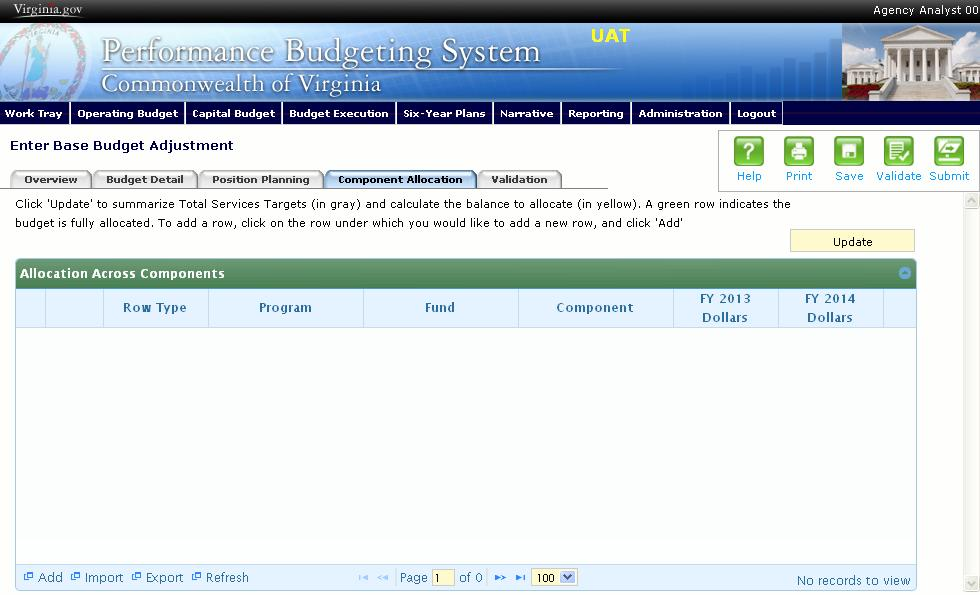 Virginia.gov
Agency Analyst 00
UAT
Performance Budgeting System
Commonwealth of Virginia
Work Tray Operating Budget Capital Budget Budget Execution Six-Year Plans Narrative Reporting Administration Logout
Enter Base Budget Adjustment
Help Print Save Validate Submit
Overview Budget Detail Position Planning Component Allocation Validation
Click 'Update' to summarize Total Services Targets (in gray) and calculate the balance to allocate (in yellow). A green row indicates the
budget is fully allocated. To add a row, click on the row under which you would like to add a new row, and click 'Add'
Update
Allocation Across Components
Row Type Program Fund Component FY 2013 Dollars FY 2014 Dollars
Add Import Export Refresh Page 1 of 0 100 No records to view